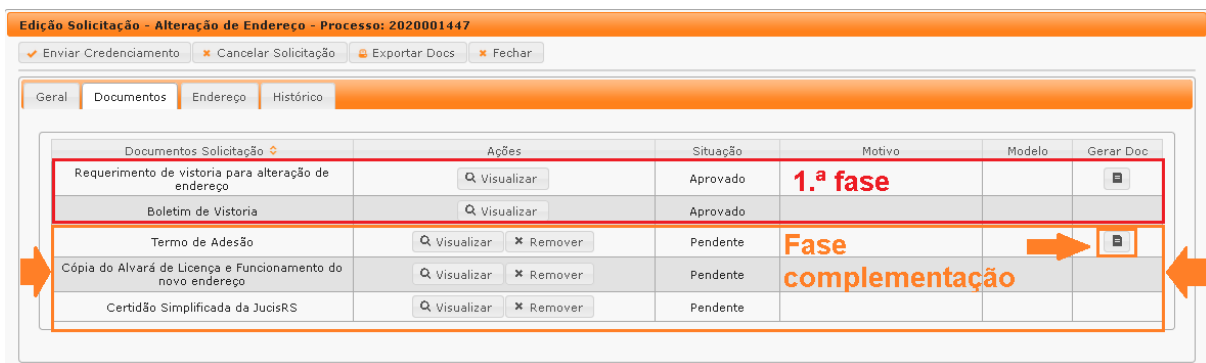 Edição Solicitação - Alteração de Endereço - Processo: 2020001447
Enviar Credenciamento Cancelar Solicitação Exportar Docs Fechar
Geral Documentos Endereço Histórico
Documentos Solicitação Ações Situação Motivo Modelo Gerar Doc
Requerimento de vistoria para alteração de
endereço
Visualizar Aprovado 1.ª fase
Boletim de Vistoria Visualizar Aprovado
Termo de Adesão Visualizar Remover Pendente Fase
Cópia do Alvará de Licença e Funcionamento do
novo endereço
Visualizar Remover Pendente complementação
Certidão Simplificada da JucisRS Visualizar Remover Pendente